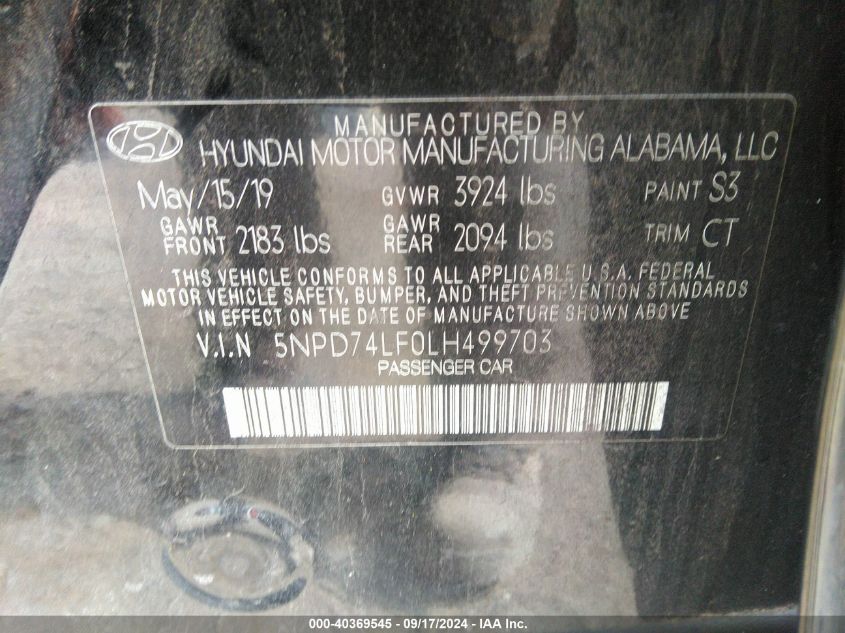 MANUFACTURED BY
HYUNDAI MOTOR MANUFACTURING ALABAMA, LLC
May/15/19 GVWR 3924 lbs PAINT S3
GAWR FRONT 2183 lbs GAWR REAR 2094 lbs TRIM CT
THIS VEHICLE CONFORMS TO ALL APPLICABLE U.S.A. FEDERAL
MOTOR VEHICLE SAFETY, BUMPER, AND THEFT PREVENTION STANDARDS
IN EFFECT ON THE DATE OF MANUFACTURE SHOWN ABOVE
V.I.N 5NPD74LF0LH499703
PASSENGER CAR
000-40369545 - 09/17/2024 - IAA Inc.